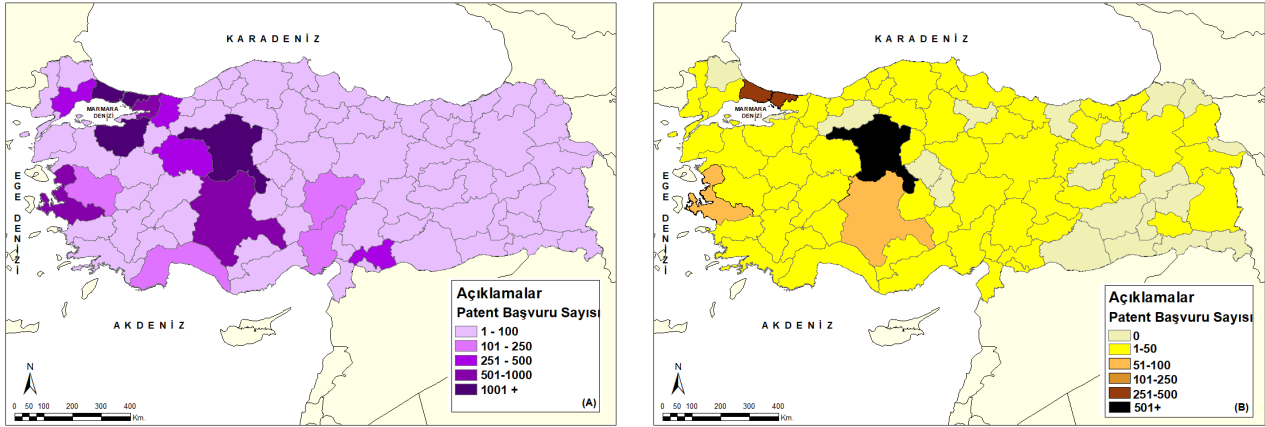 KARADENİZ
MARMARA
DENİZİ
EGE DENİZİ
AKDENİZ
N
0 50 100 200 300 400
Km.
Açıklamalar
Patent Başvuru Sayısı
1 - 100
101 - 250
251 - 500
501-1000
1001 +
(A)
KARADENİZ
MARMARA
DENİZİ
EGE DENİZİ
AKDENİZ
N
0 50 100 200 300 400
Km.
Açıklamalar
Patent Başvuru Sayısı
0
1-50
51-100
101-250
251-500
501+
(B)